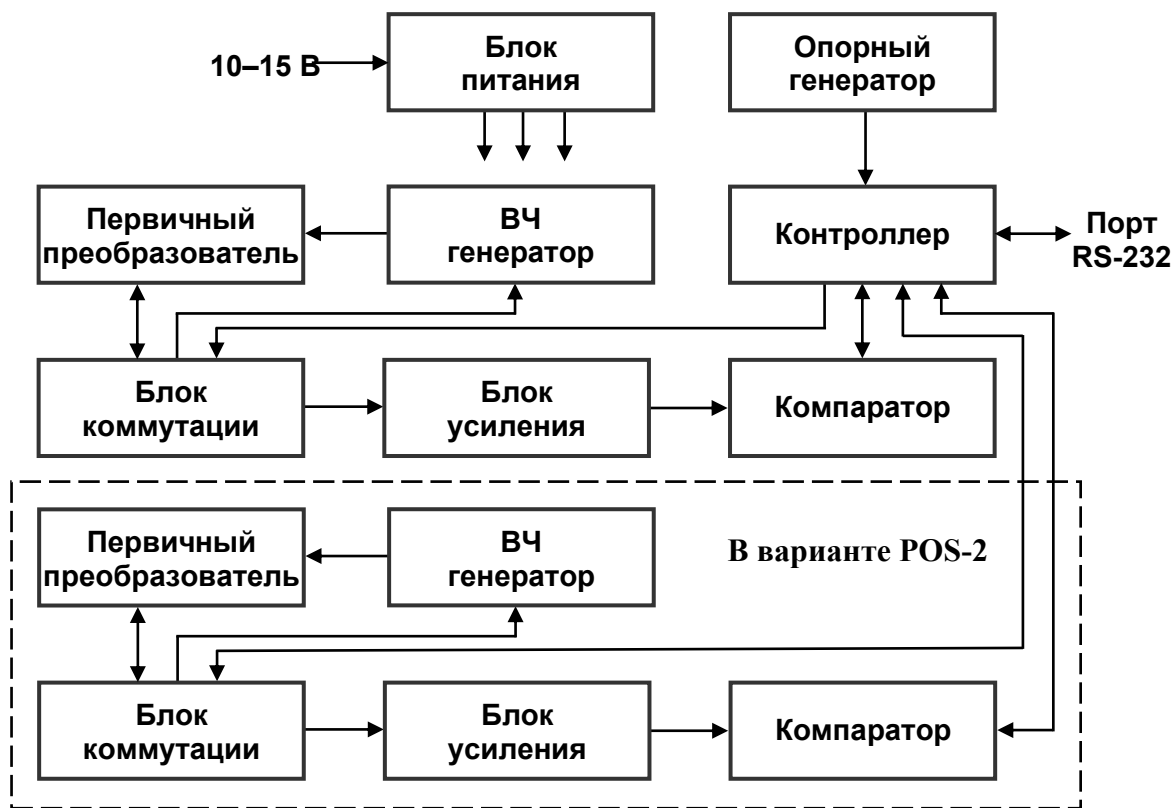 10–15 В
Блок
питания
Опорный
генератор
Первичный
преобразователь
ВЧ
генератор
Контроллер
Порт
RS-232
Блок
коммутации
Блок
усиления
Компаратор
Первичный
преобразователь
ВЧ
генератор
В варианте POS-2
Блок
коммутации
Блок
усиления
Компаратор